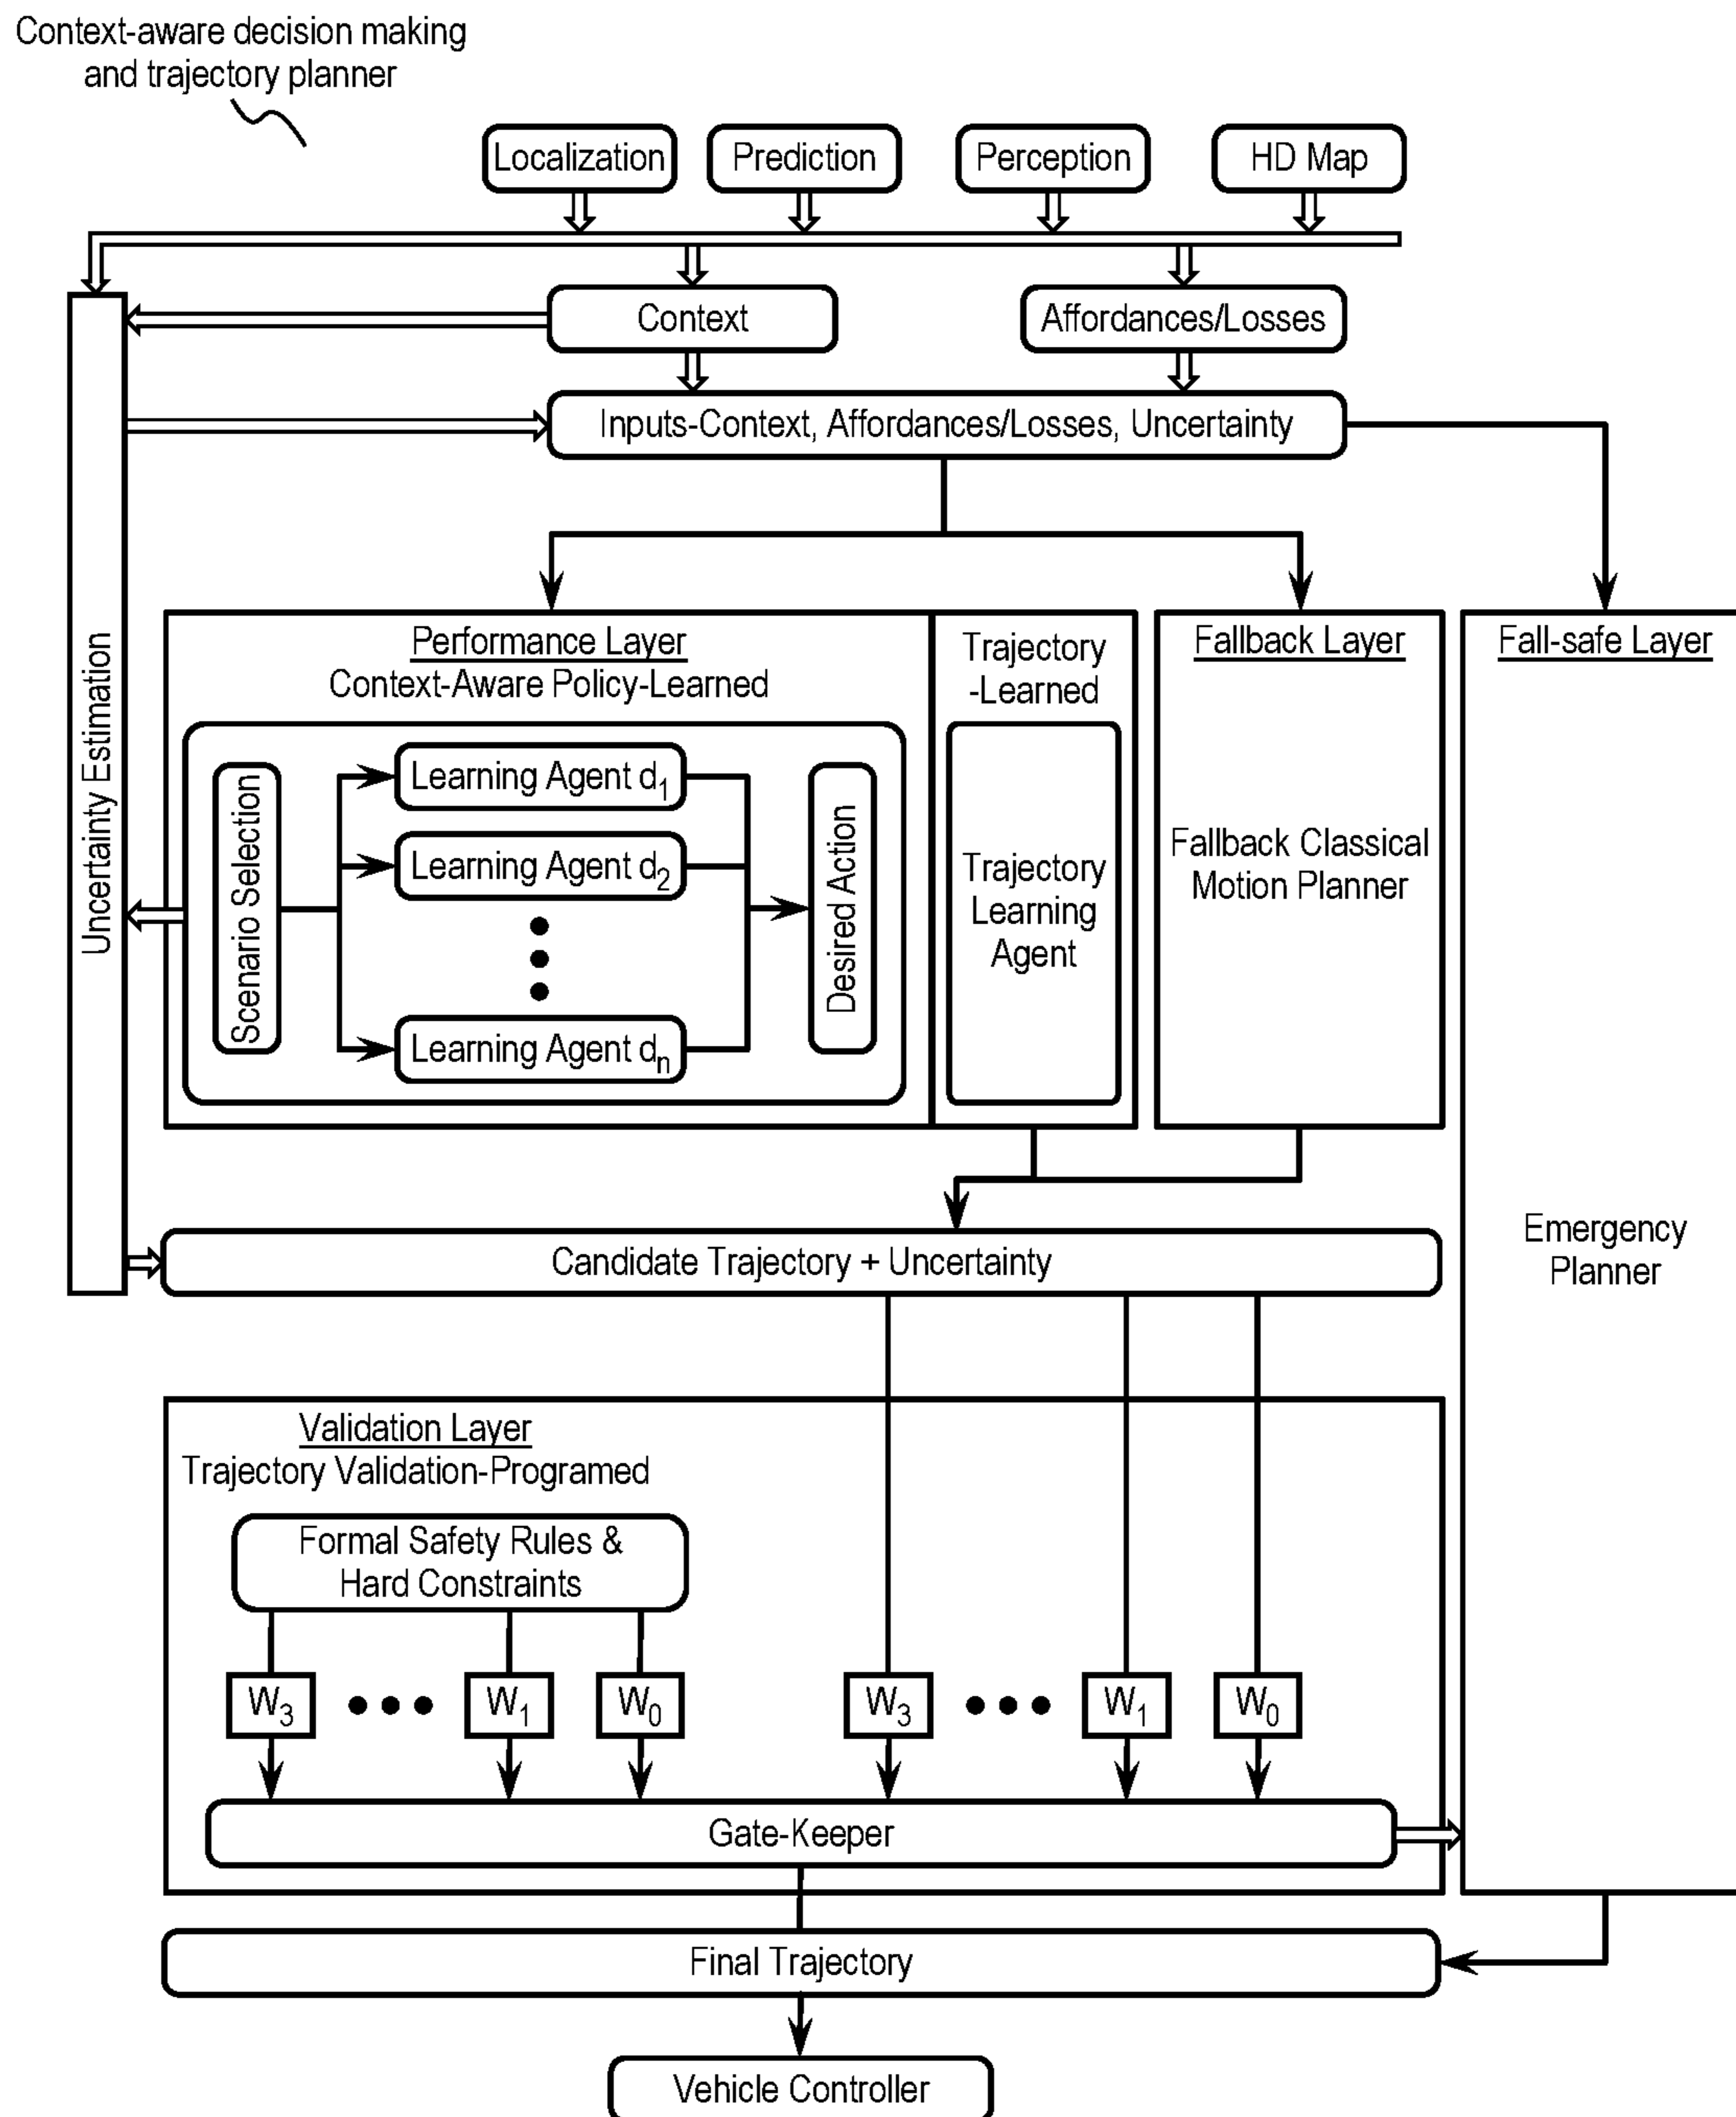 Context-aware decision making
and trajectory planner
Localization
Prediction
Perception
HD Map
Context
Affordances/Losses
Inputs-Context, Affordances/Losses, Uncertainty
Uncertainty Estimation
Performance Layer
Context-Aware Policy-Learned
Scenario Selection
Learning Agent d1
Learning Agent d2
Learning Agent dn
Desired Action
Trajectory
-Learned
Trajectory
Learning
Agent
Fallback Layer
Fallback Classical
Motion Planner
Fall-safe Layer
Emergency
Planner
Candidate Trajectory + Uncertainty
Validation Layer
Trajectory Validation-Programed
Formal Safety Rules &
Hard Constraints
W3
W1
W0
W3
W1
W0
Gate-Keeper
Final Trajectory
Vehicle Controller